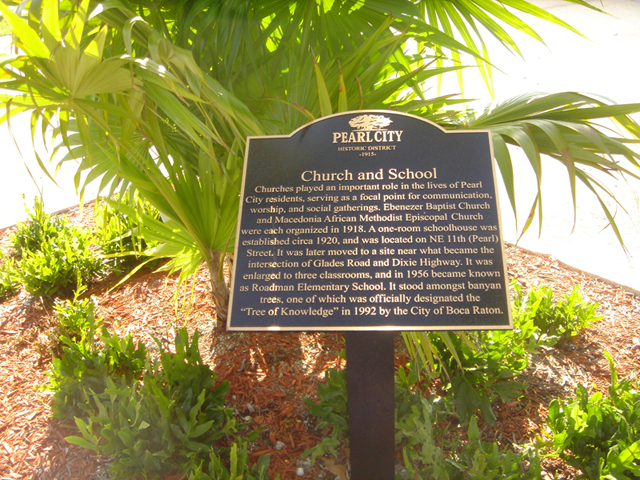 PEARL CITY
HISTORIC DISTRICT
-1915-
Church and School
Churches played an important role in the lives of Pearl
City residents, serving as a focal point for communication,
worship, and social gatherings. Ebenezer Baptist Church
and Macedonia African Methodist Episcopal Church
were each organized in 1918. A one-room schoolhouse was
established circa 1920, and was located on NE 11th (Pearl)
Street. It was later moved to a site near what became the
intersection of Glades Road and Dixie Highway. It was
enlarged to three classrooms, and in 1956 became known
as Roadman Elementary School. It stood amongst banyan
trees, one of which was officially designated the
“Tree of Knowledge” in 1992 by the City of Boca Raton.